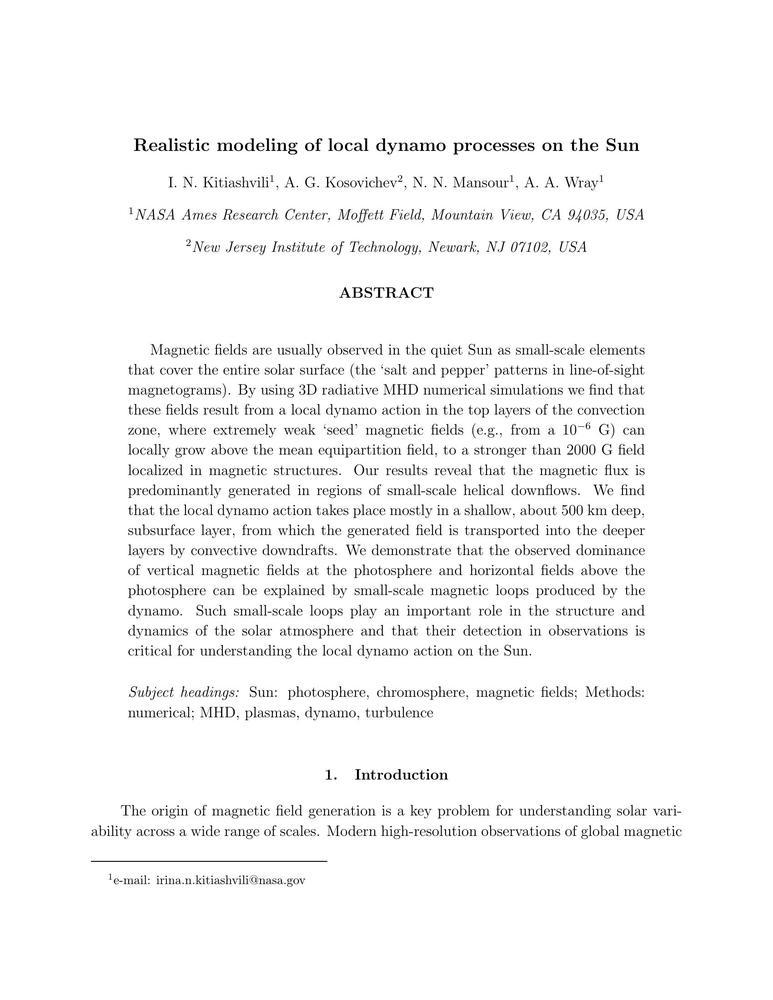 Realistic modeling of local dynamo processes on the Sun
I. N. Kitiashvili¹, A. G. Kosovichev², N. N. Mansour¹, A. A. Wray¹
¹NASA Ames Research Center, Moffett Field, Mountain View, CA 94035, USA
²New Jersey Institute of Technology, Newark, NJ 07102, USA
ABSTRACT
Magnetic fields are usually observed in the quiet Sun as small-scale elements
that cover the entire solar surface (the ‘salt and pepper’ patterns in line-of-sight
magnetograms). By using 3D radiative MHD numerical simulations we find that
these fields result from a local dynamo action in the top layers of the convection
zone, where extremely weak ‘seed’ magnetic fields (e.g., from a 10⁻⁶ G) can
locally grow above the mean equipartition field, to a stronger than 2000 G field
localized in magnetic structures. Our results reveal that the magnetic flux is
predominantly generated in regions of small-scale helical downflows. We find
that the local dynamo action takes place mostly in a shallow, about 500 km deep,
subsurface layer, from which the generated field is transported into the deeper
layers by convective downdrafts. We demonstrate that the observed dominance
of vertical magnetic fields at the photosphere and horizontal fields above the
photosphere can be explained by small-scale magnetic loops produced by the
dynamo. Such small-scale loops play an important role in the structure and
dynamics of the solar atmosphere and that their detection in observations is
critical for understanding the local dynamo action on the Sun.
Subject headings: Sun: photosphere, chromosphere, magnetic fields; Methods:
numerical; MHD, plasmas, dynamo, turbulence
1. Introduction
The origin of magnetic field generation is a key problem for understanding solar vari-
ability across a wide range of scales. Modern high-resolution observations of global magnetic
¹e-mail: irina.n.kitiashvili@nasa.gov